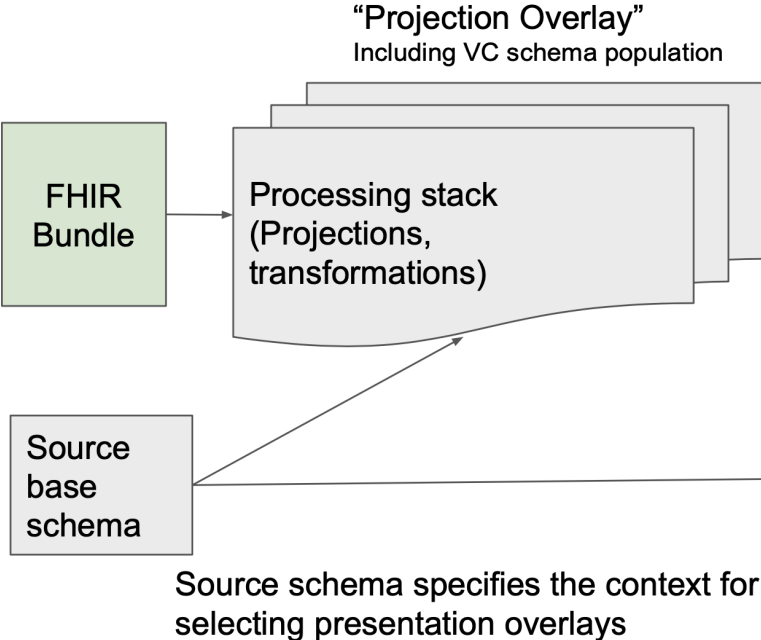 “Projection Overlay”
Including VC schema population
FHIR
Bundle
Processing stack
(Projections,
transformations)
Source
base
schema
Source schema specifies the context for
selecting presentation overlays